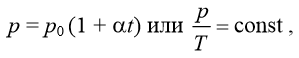 p = p₀ (1 + αt) или p/T = const ,